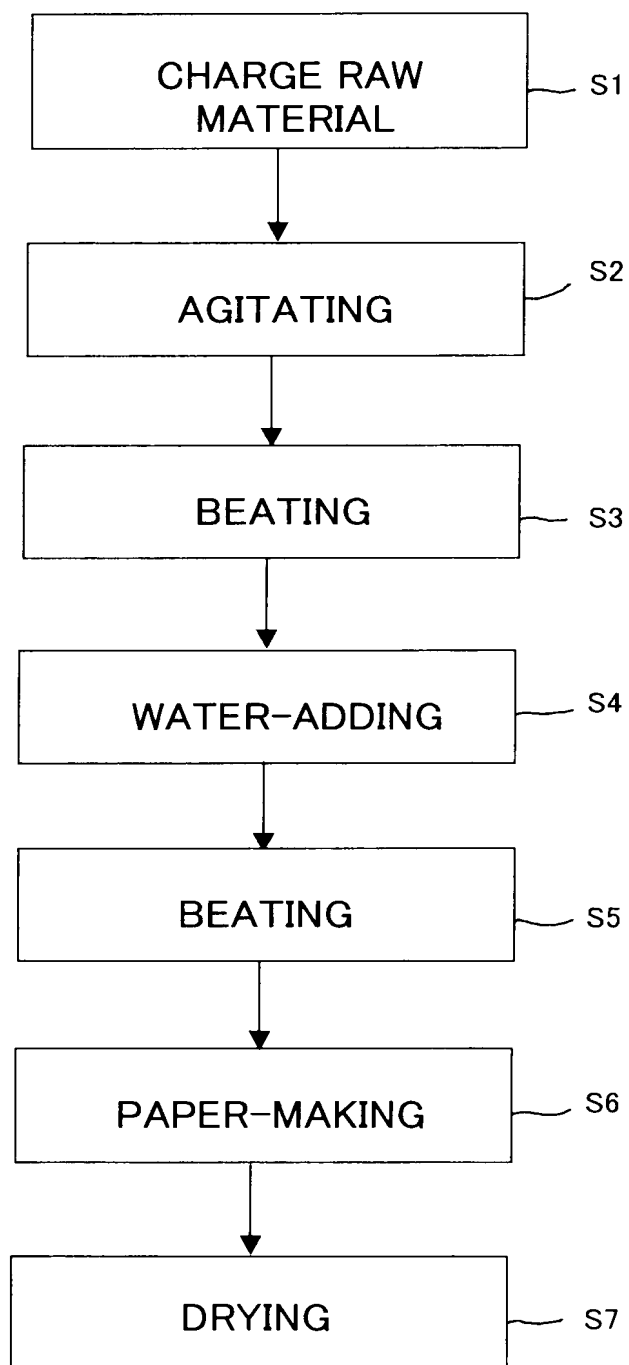 CHARGE RAW
MATERIAL
S1
AGITATING
S2
BEATING
S3
WATER-ADDING
S4
BEATING
S5
PAPER-MAKING
S6
DRYING
S7